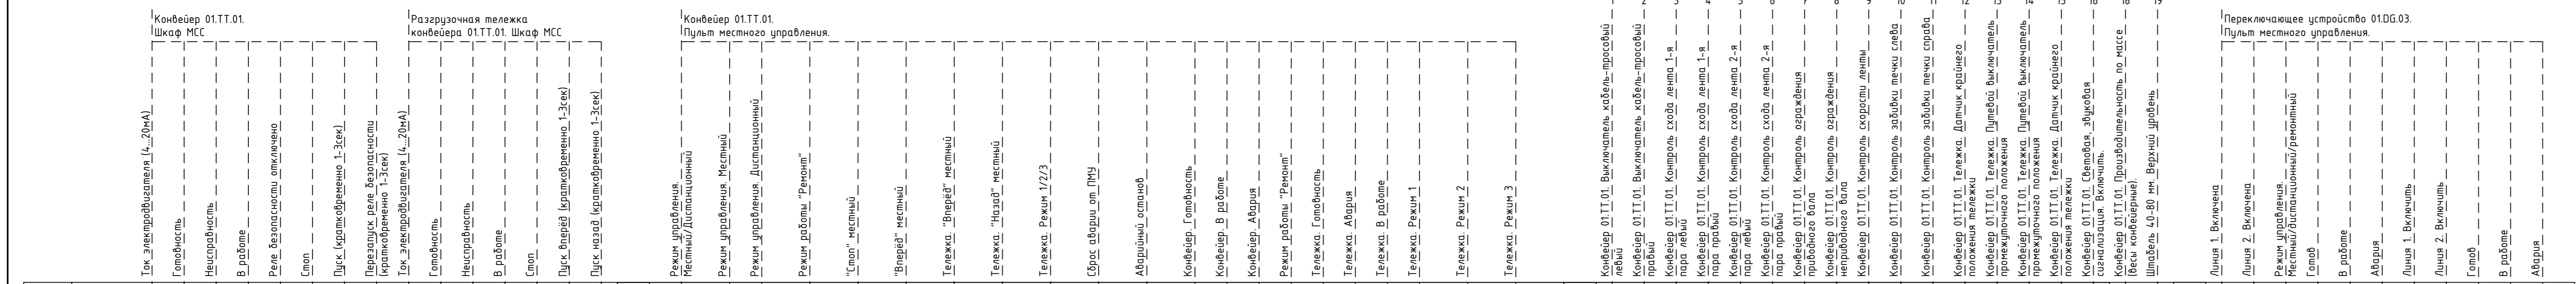 Конвейер 01.ТТ.01.
Шкаф МСС
Ток электродвигателя (4...20мА)
Готовность
Неисправность
В работе
Реле безопасности отключено
Стоп
Пуск (кратковременно 1-3сек)
Перезапуск реле безопасности
(кратковременно 1-3сек)
Разгрузочная тележка
конвейера 01.ТТ.01. Шкаф МСС
Ток электродвигателя (4...20мА)
Готовность
Неисправность
В работе
Стоп
Пуск вперёд (кратковременно 1-3сек)
Пуск назад (кратковременно 1-3сек)
Конвейер 01.ТТ.01.
Пульт местного управления.
Режим управления.
Местный/Дистанционный
Режим управления. Местный
Режим управления. Дистанционный
Режим работы "Ремонт"
"Стоп" местный
"Вперёд" местный
Тележка. "Вперёд" местный
Тележка. "Назад" местный
Тележка. Режим 1/2/3
Сброс аварии от ПМУ
Аварийный останов
Конвейер. Готовность
Конвейер. В работе
Конвейер. Авария
Режим работы "Ремонт"
Тележка. Готовность
Тележка. Авария
Тележка. В работе
Тележка. Режим 1
Тележка. Режим 2
Тележка. Режим 3
1
Конвейер 01.ТТ.01. Выключатель кабель-тросовый
левый
2
Конвейер 01.ТТ.01. Выключатель кабель-тросовый
правый
3
Конвейер 01.ТТ.01. Контроль схода лента 1-я
пара левый
4
Конвейер 01.ТТ.01. Контроль схода лента 1-я
пара правый
5
Конвейер 01.ТТ.01. Контроль схода лента 2-я
пара левый
6
Конвейер 01.ТТ.01. Контроль схода лента 2-я
пара правый
7
Конвейер 01.ТТ.01. Контроль ограждения
приводного вала
8
Конвейер 01.ТТ.01. Контроль ограждения
неприводного вала
9
Конвейер 01.ТТ.01. Контроль скорости ленты
10
Конвейер 01.ТТ.01. Контроль забивки течки слева
11
Конвейер 01.ТТ.01. Контроль забивки течки справа
12
Конвейер 01.ТТ.01. Тележка. Датчик крайнего
положения тележки
13
Конвейер 01.ТТ.01. Тележка. Путевой выключатель
промежуточного положения
14
Конвейер 01.ТТ.01. Тележка. Путевой выключатель
промежуточного положения
15
Конвейер 01.ТТ.01. Тележка. Датчик крайнего
положения тележки
16
Конвейер 01.ТТ.01. Световая, звуковая
сигнализация. Включить.
18
Конвейер 01.ТТ.01. Производительность по массе
(весы конвейерные).
19
Штабель 40-80 мм. Верхний уровень
Переключающее устройство 01.DG.03.
Пульт местного управления.
Линия 1. Включена
Линия 2. Включена
Режим управления.
Местный/дистанционный/ремонтный
Готов
В работе
Авария
Линия 1. Включить
Линия 2. Включить
Готов
В работе
Авария